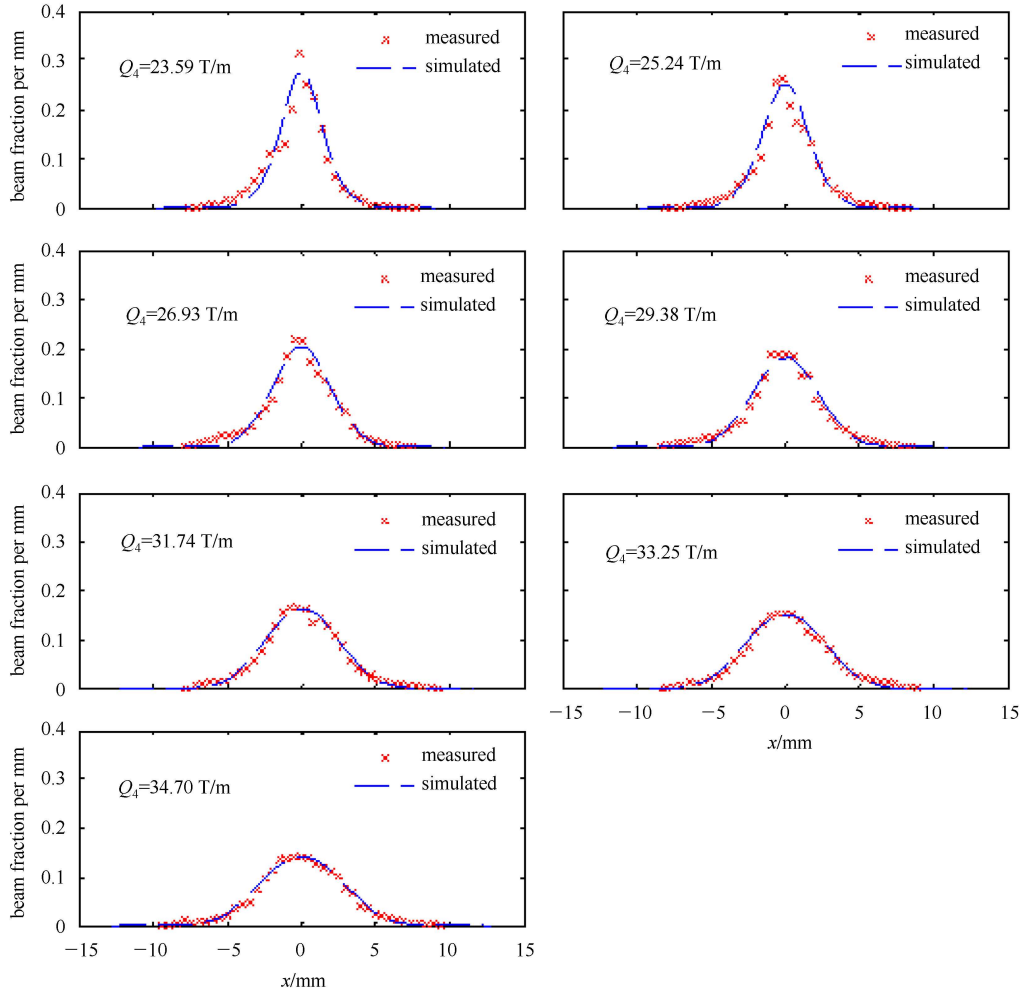 0.4
0.3
0.2
0.1
0
beam fraction per mm
Q₄=23.59 T/m
measured
simulated
Q₄=25.24 T/m
measured
simulated
0.4
0.3
0.2
0.1
0
beam fraction per mm
Q₄=26.93 T/m
measured
simulated
Q₄=29.38 T/m
measured
simulated
0.4
0.3
0.2
0.1
0
beam fraction per mm
Q₄=31.74 T/m
measured
simulated
Q₄=33.25 T/m
measured
simulated
−15 −10 −5 0 5 10 15
x/mm
0.4
0.3
0.2
0.1
0
beam fraction per mm
Q₄=34.70 T/m
measured
simulated
−15 −10 −5 0 5 10 15
x/mm